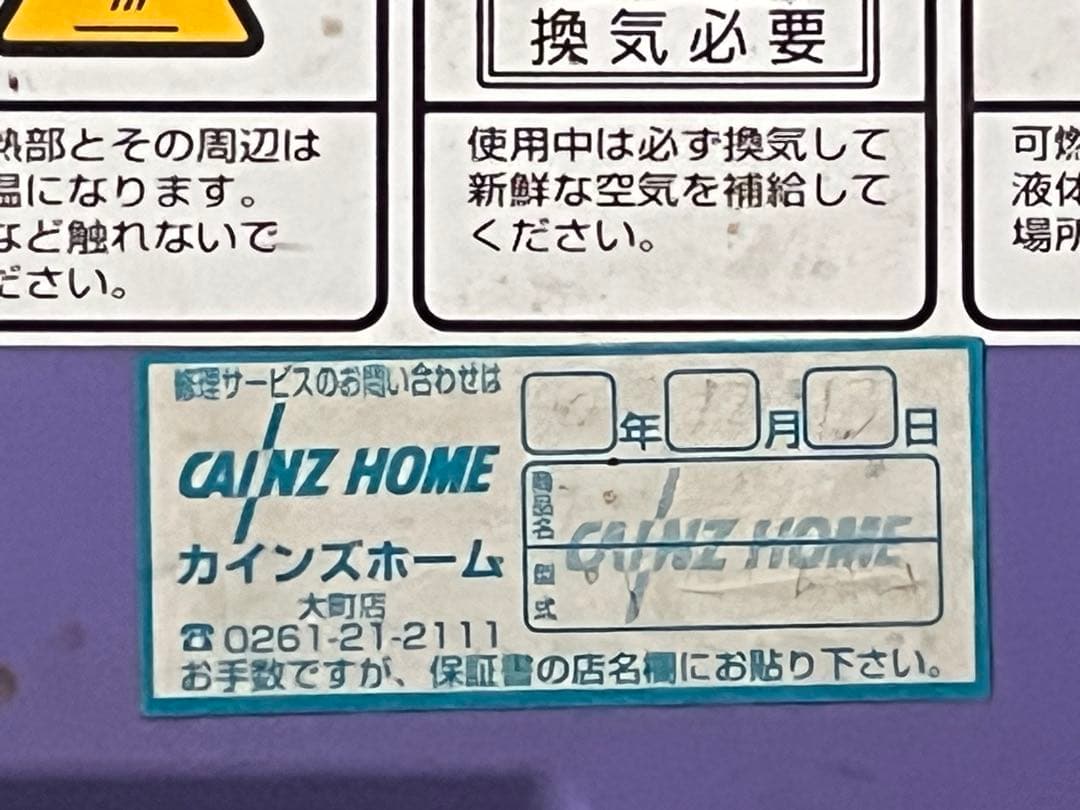 換気必要
熱部とその周辺は
温になります。
など触れないで
ださい。
使用中は必ず換気して
新鮮な空気を補給して
ください。
可燃
液体
場所
修理サービスのお問い合わせは
CAINZ HOME
カインズホーム
大町店
☎0261-21-2111
年 月 日
商品名
CAINZ HOME
型式
お手数ですが、保証書の店名欄にお貼り下さい。